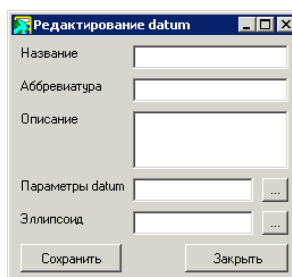 Редактирование datum
Название
Аббревиатура
Описание
Параметры datum ...
Эллипсоид ...
Сохранить Закрыть